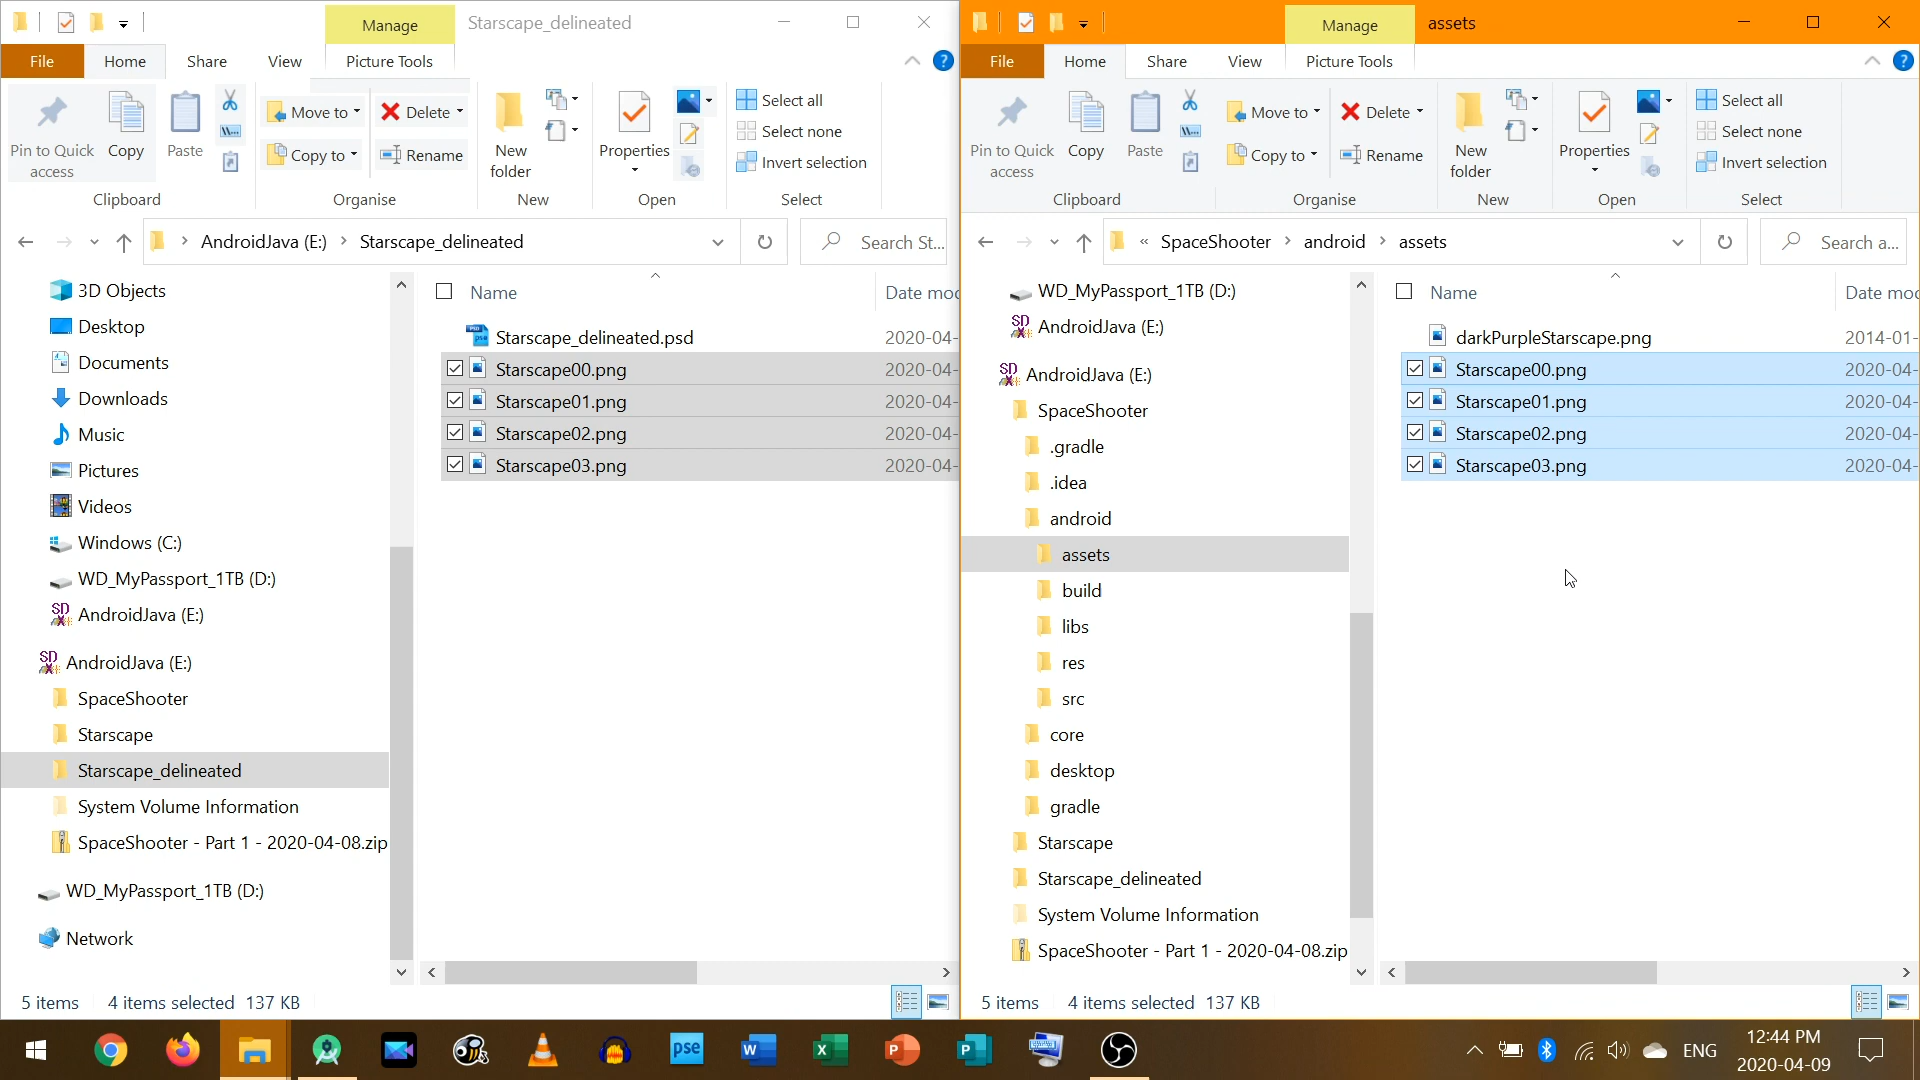 Manage
Starscape_delineated
File
Home
Share
View
Picture Tools
Pin to Quick access
Copy
Paste
Move to
Copy to
Delete
Rename
New folder
Properties
Select all
Select none
Invert selection
Clipboard
Organise
New
Open
Select
AndroidJava (E:) > Starscape_delineated
Search St...
3D Objects
Desktop
Documents
Downloads
Music
Pictures
Videos
Windows (C:)
WD_MyPassport_1TB (D:)
AndroidJava (E:)
AndroidJava (E:)
SpaceShooter
Starscape
Starscape_delineated
System Volume Information
SpaceShooter - Part 1 - 2020-04-08.zip
WD_MyPassport_1TB (D:)
Network
Name
Date mod
Starscape_delineated.psd
2020-04-
Starscape00.png
2020-04-
Starscape01.png
2020-04-
Starscape02.png
2020-04-
Starscape03.png
2020-04-
5 items
4 items selected 137 KB
Manage
assets
File
Home
Share
View
Picture Tools
Pin to Quick access
Copy
Paste
Move to
Copy to
Delete
Rename
New folder
Properties
Select all
Select none
Invert selection
Clipboard
Organise
New
Open
Select
« SpaceShooter > android > assets
Search a...
WD_MyPassport_1TB (D:)
AndroidJava (E:)
AndroidJava (E:)
SpaceShooter
.gradle
.idea
android
assets
build
libs
res
src
core
desktop
gradle
Starscape
Starscape_delineated
System Volume Information
SpaceShooter - Part 1 - 2020-04-08.zip
Name
Date mod
darkPurpleStarscape.png
2014-01-
Starscape00.png
2020-04-
Starscape01.png
2020-04-
Starscape02.png
2020-04-
Starscape03.png
2020-04-
5 items
4 items selected 137 KB
pse
ENG
12:44 PM
2020-04-09